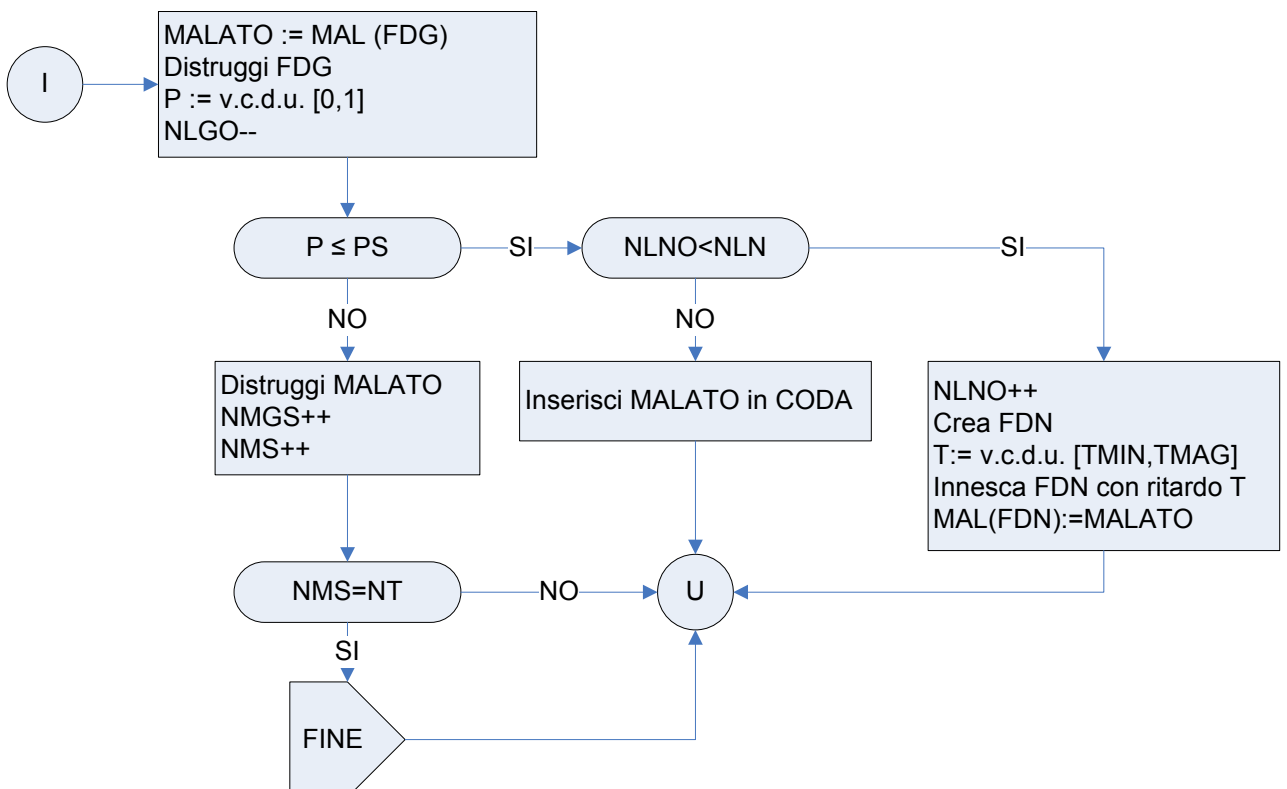 I
MALATO := MAL (FDG)
Distruggi FDG
P := v.c.d.u. [0,1]
NLGO--
P ≤ PS
SI
NLNO<NLN
SI
NO
NO
Distruggi MALATO
NMGS++
NMS++
Inserisci MALATO in CODA
NLNO++
Crea FDN
T:= v.c.d.u. [TMIN,TMAG]
Innesca FDN con ritardo T
MAL(FDN):=MALATO
NMS=NT
NO
U
SI
FINE